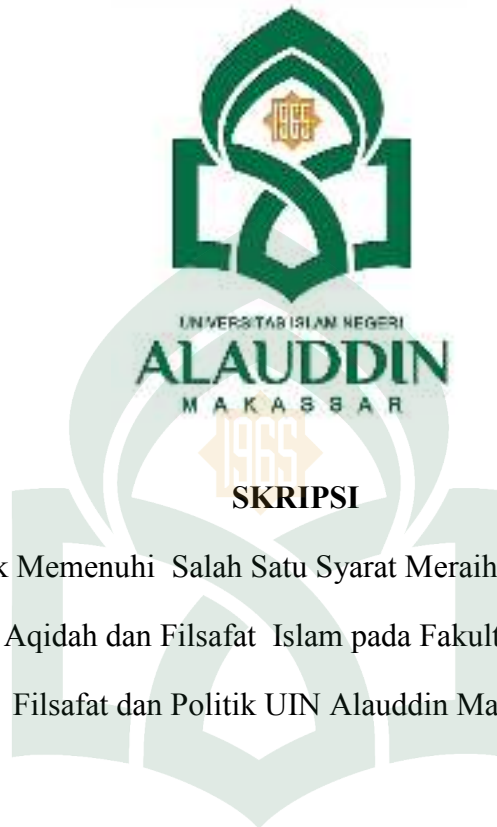 1965
UNIVERSITAS ISLAM NEGERI
ALAUDDIN
MAKASSAR
1965
SKRIPSI
k Memenuhi Salah Satu Syarat Meraih
Aqidah dan Filsafat Islam pada Fakult
Filsafat dan Politik UIN Alauddin Ma